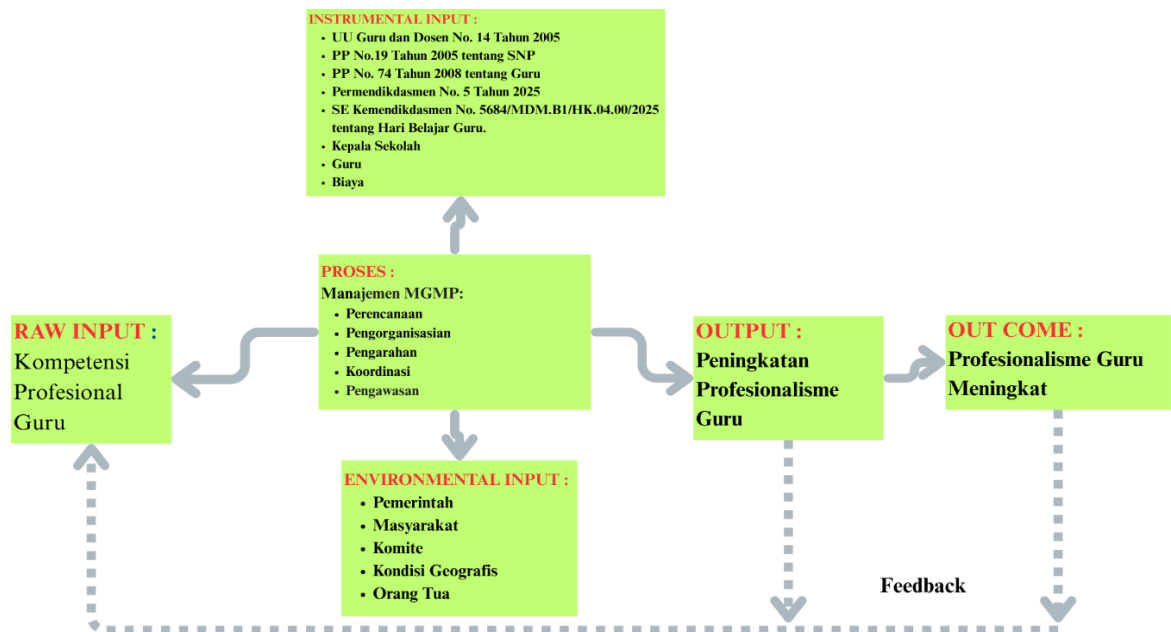 INSTRUMENTAL INPUT :
• UU Guru dan Dosen No. 14 Tahun 2005
• PP No.19 Tahun 2005 tentang SNP
• PP No. 74 Tahun 2008 tentang Guru
• Permendikdasmen No. 5 Tahun 2025
• SE Kemendikdasmen No. 5684/MDM.B1/HK.04.00/2025
tentang Hari Belajar Guru.
• Kepala Sekolah
• Guru
• Biaya
RAW INPUT :
Kompetensi
Profesional
Guru
PROSES :
Manajemen MGMP:
• Perencanaan
• Pengorganisasian
• Pengarahan
• Koordinasi
• Pengawasan
OUTPUT :
Peningkatan
Profesionalisme
Guru
OUT COME :
Profesionalisme Guru
Meningkat
ENVIRONMENTAL INPUT :
• Pemerintah
• Masyarakat
• Komite
• Kondisi Geografis
• Orang Tua
Feedback